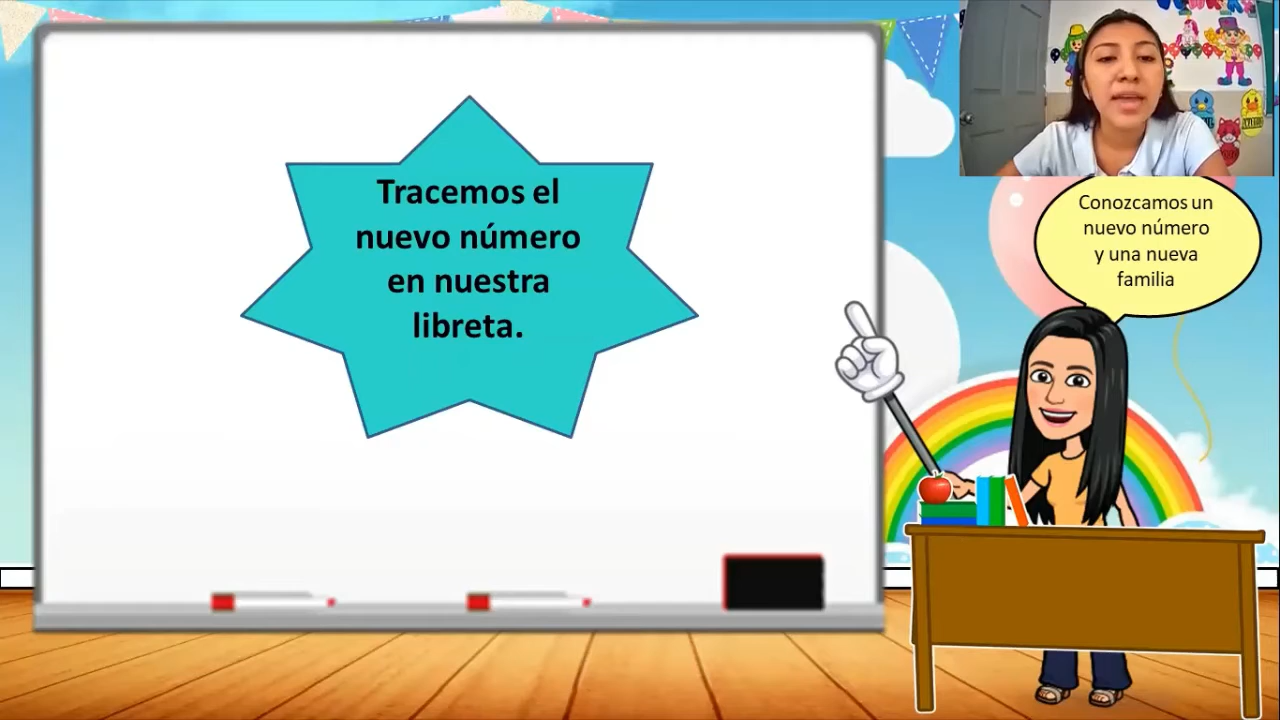 Tracemos el
nuevo número
en nuestra
libreta.
Conozcamos un
nuevo número
y una nueva
familia